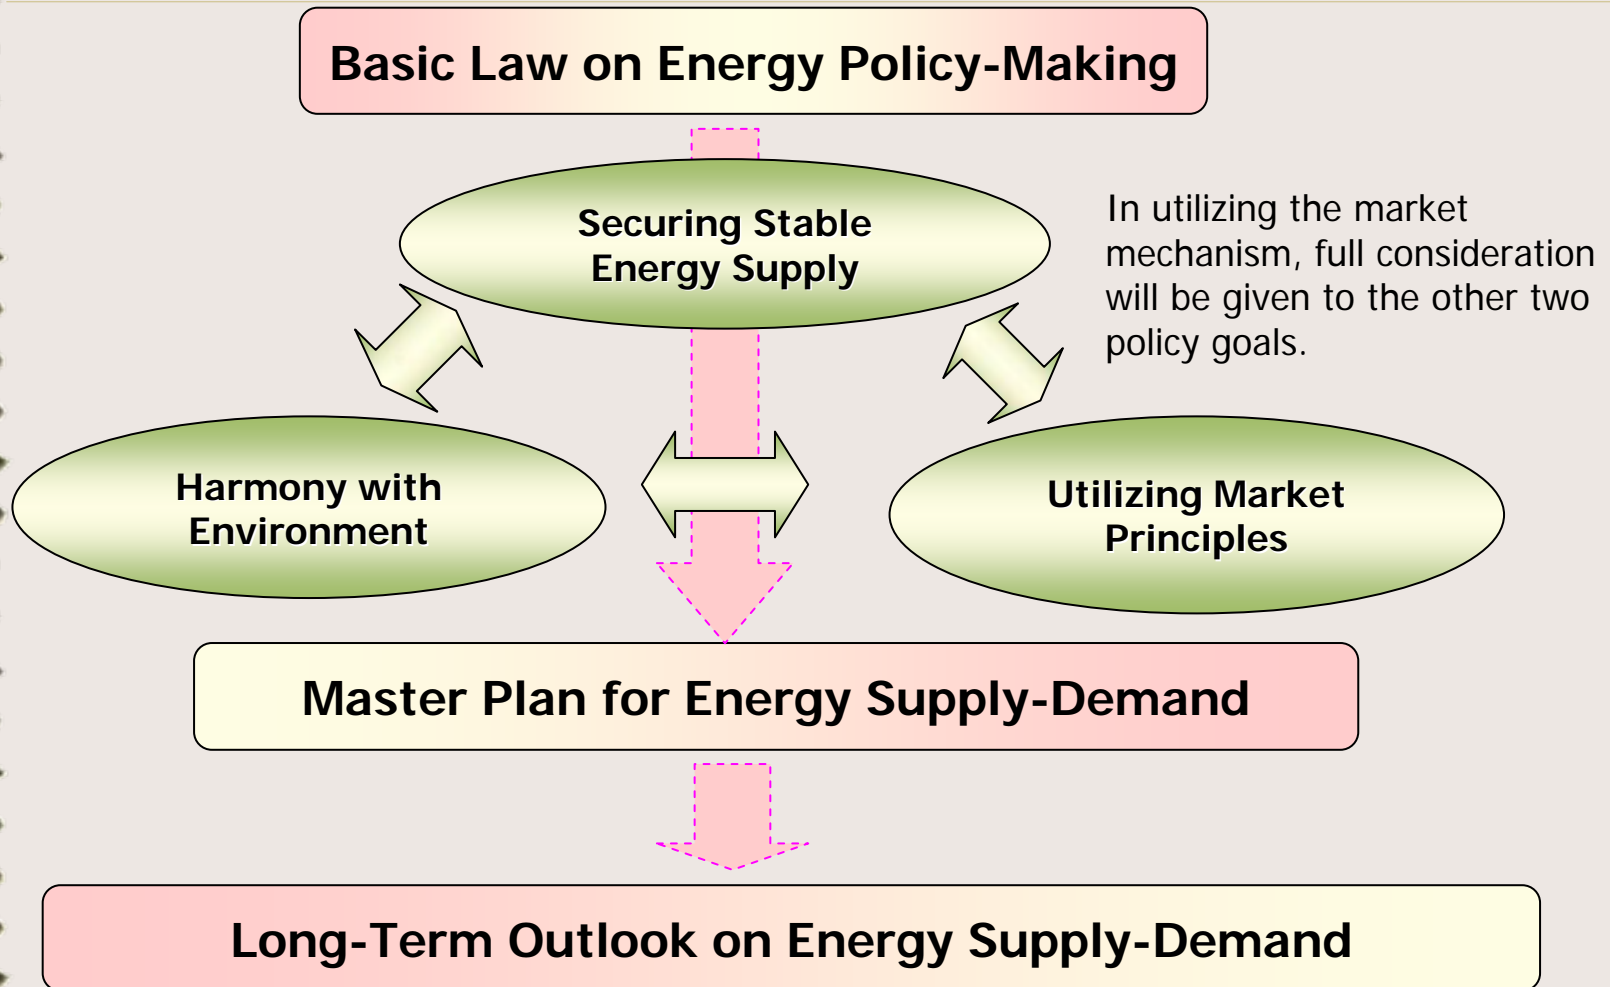 Basic Law on Energy Policy-Making
Securing Stable
Energy Supply
In utilizing the market
mechanism, full consideration
will be given to the other two
policy goals.
Harmony with
Environment
Utilizing Market
Principles
Master Plan for Energy Supply-Demand
Long-Term Outlook on Energy Supply-Demand